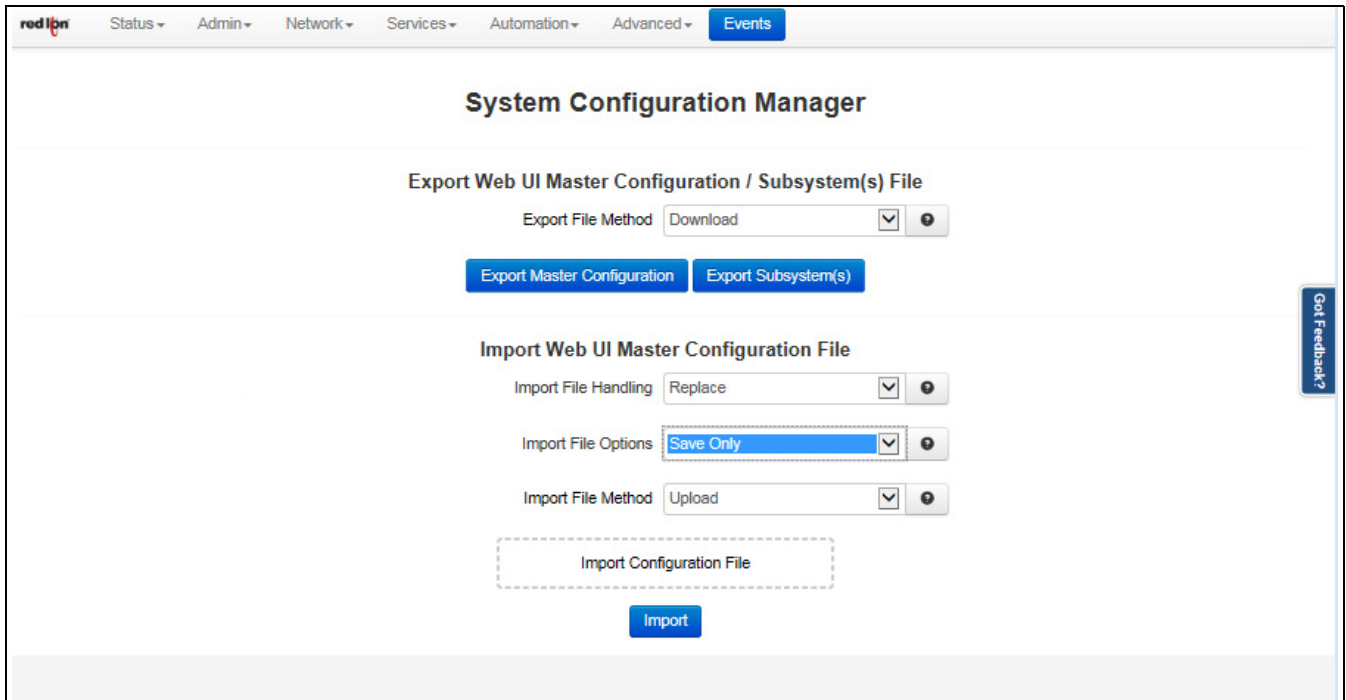 red lion Status Admin Network Services Automation Advanced Events
System Configuration Manager
Export Web UI Master Configuration / Subsystem(s) File
Export File Method Download ?
Export Master Configuration Export Subsystem(s)
Got Feedback?
Import Web UI Master Configuration File
Import File Handling Replace ?
Import File Options Save Only ?
Import File Method Upload ?
Import Configuration File
Import